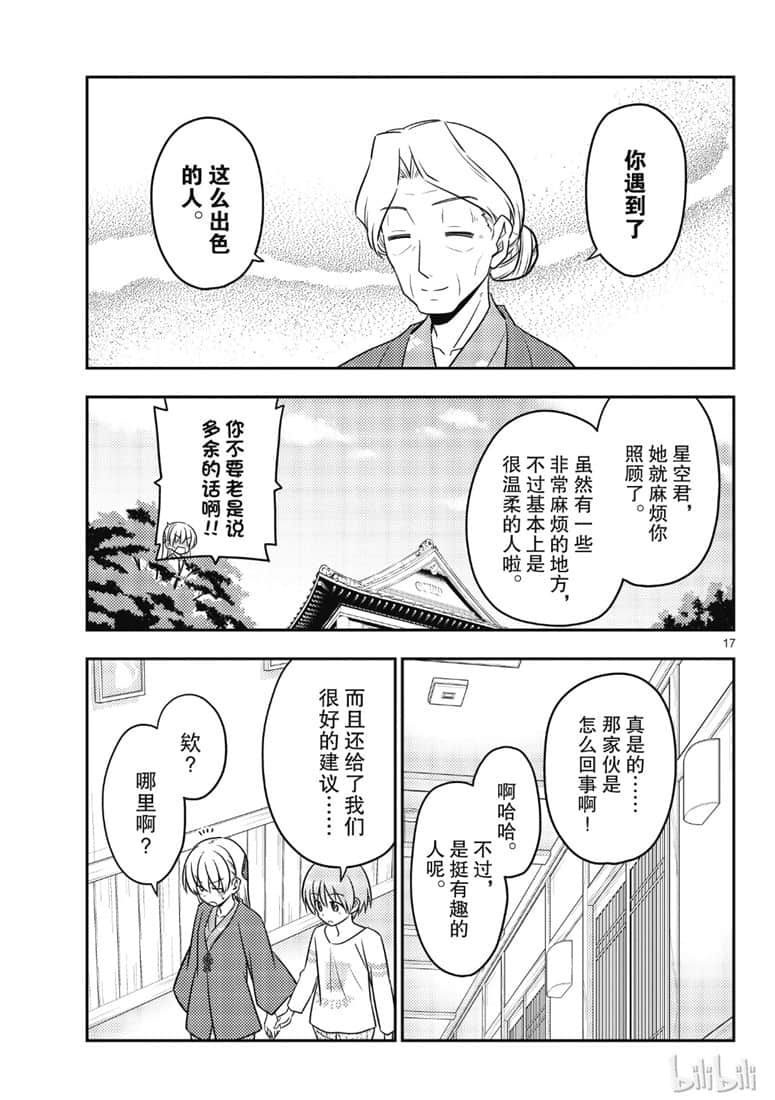 你遇到了
这么出色
的人。
星空君，
她就麻烦你
照顾了。
虽然有一些
非常麻烦的地方，
不过基本上是
很温柔的人啦。
你不要老是说
多余的话啊！！
17
真是的……
那家伙是
怎么回事啊！
啊哈哈。
不过，
是挺有趣的
人呢。
而且还给了我们
很好的建议……
欸？
哪里啊？
bilibili